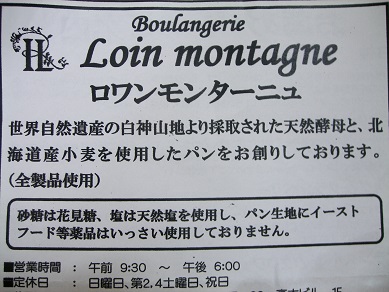 Boulangerie
Loin montagne
ロワンモンターニュ
世界自然遺産の白神山地より採取された天然酵母と、北
海道産小麦を使用したパンをお創りしております。
(全製品使用)
砂糖は花見糖、塩は天然塩を使用し、パン生地にイースト
フード等薬品はいっさい使用しておりません。
■営業時間： 午前 9:30 ～ 午後 6:00
■定休日： 日曜日、第2,4土曜日、祝日